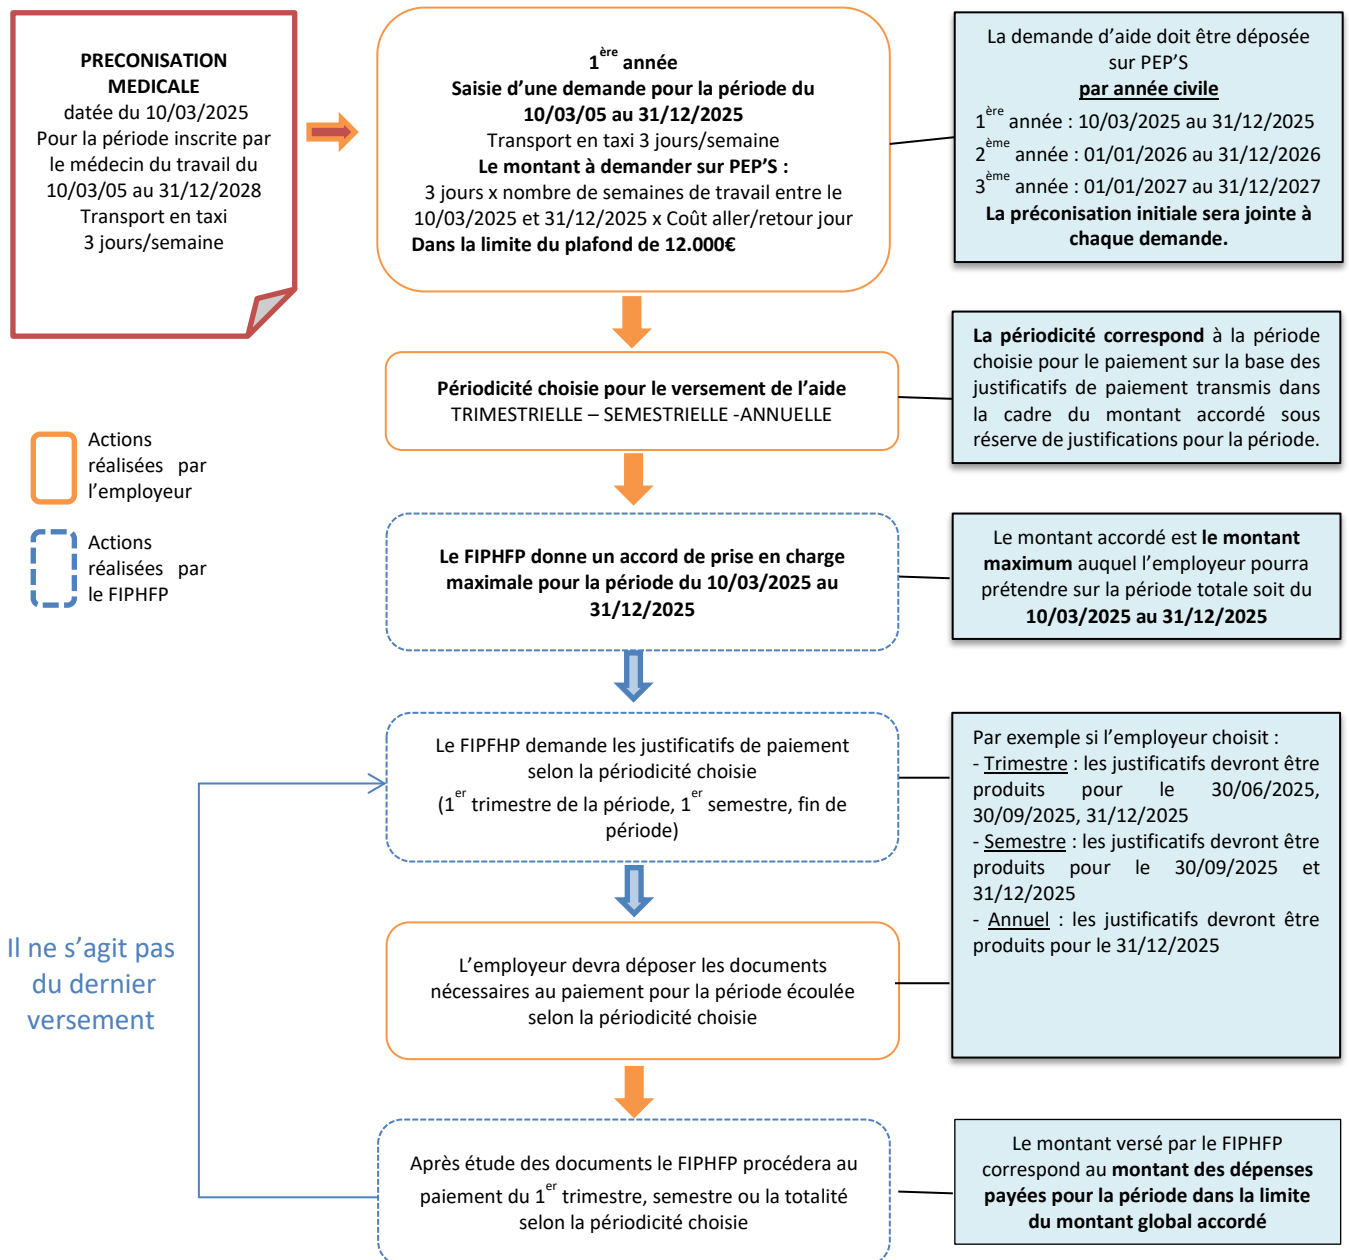 PRECONISATION
MEDICALE
datée du 10/03/2025
Pour la période inscrite par
le médecin du travail du
10/03/05 au 31/12/2028
Transport en taxi
3 jours/semaine
1ère année
Saisie d’une demande pour la période du
10/03/05 au 31/12/2025
Transport en taxi 3 jours/semaine
Le montant à demander sur PEP’S :
3 jours x nombre de semaines de travail entre le
10/03/2025 et 31/12/2025 x Coût aller/retour jour
Dans la limite du plafond de 12.000€
La demande d’aide doit être déposée
sur PEP’S
par année civile
1ère année : 10/03/2025 au 31/12/2025
2ème année : 01/01/2026 au 31/12/2026
3ème année : 01/01/2027 au 31/12/2027
La préconisation initiale sera jointe à
chaque demande.
Périodicité choisie pour le versement de l’aide
TRIMESTRIELLE – SEMESTRIELLE -ANNUELLE
La périodicité correspond à la période
choisie pour le paiement sur la base des
justificatifs de paiement transmis dans
la cadre du montant accordé sous
réserve de justifications pour la période.
Actions
réalisées par
l’employeur
Actions
réalisées par
le FIPHFP
Le FIPHFP donne un accord de prise en charge
maximale pour la période du 10/03/2025 au
31/12/2025
Le montant accordé est le montant
maximum auquel l’employeur pourra
prétendre sur la période totale soit du
10/03/2025 au 31/12/2025
Le FIPFHP demande les justificatifs de paiement
selon la périodicité choisie
(1er trimestre de la période, 1er semestre, fin de
période)
Par exemple si l’employeur choisit :
- Trimestre : les justificatifs devront être
produits pour le 30/06/2025,
30/09/2025, 31/12/2025
- Semestre : les justificatifs devront être
produits pour le 30/09/2025 et
31/12/2025
- Annuel : les justificatifs devront être
produits pour le 31/12/2025
Il ne s’agit pas
du dernier
versement
L’employeur devra déposer les documents
nécessaires au paiement pour la période écoulée
selon la périodicité choisie
Après étude des documents le FIPHFP procédera au
paiement du 1er trimestre, semestre ou la totalité
selon la périodicité choisie
Le montant versé par le FIPHFP
correspond au montant des dépenses
payées pour la période dans la limite
du montant global accordé